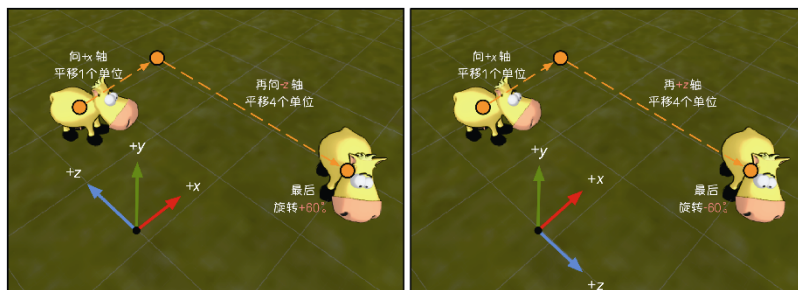 向+x 轴
平移1个单位
再向-z 轴
平移4个单位
+y
+z
+x
最后
旋转+60°
向+x 轴
平移1个单位
再+z轴
平移4个单位
+y
+x
最后
旋转-60°
+z